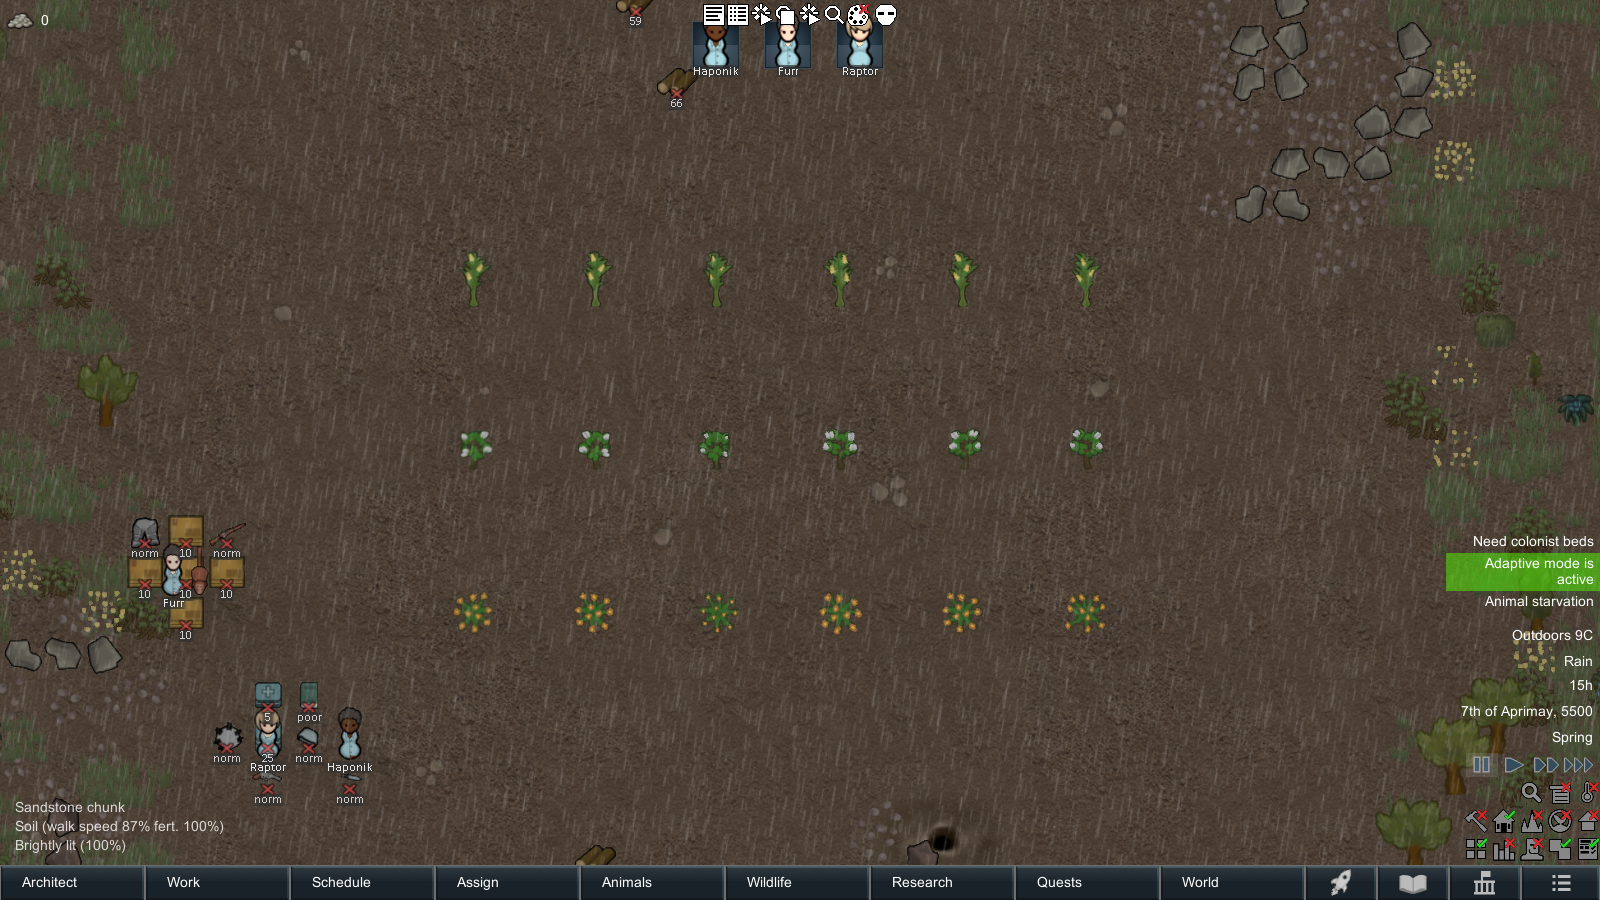 0
59
Haponik
Furr
Raptor
66
norm
10
norm
10
10
10
Furr
10
5
poor
norm
25
norm
Raptor
Haponik
norm
norm
Need colonist beds
Adaptive mode is
active
Animal starvation
Outdoors 9C
Rain
15h
7th of Aprimay, 5500
Spring
Sandstone chunk
Soil (walk speed 87% fert. 100%)
Brightly lit (100%)
Architect
Work
Schedule
Assign
Animals
Wildlife
Research
Quests
World